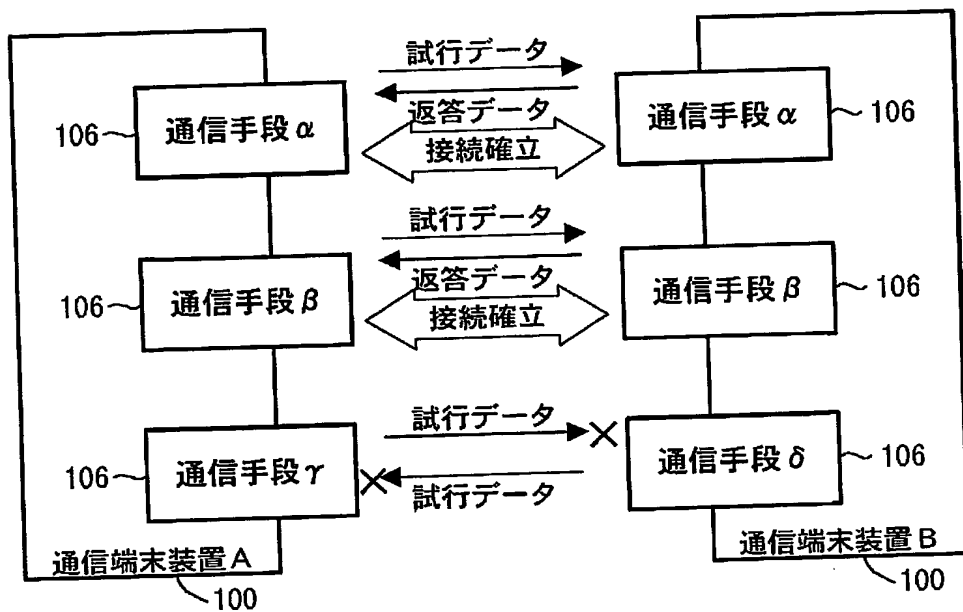 試行データ
返答データ
接続確立
106
通信手段α
通信手段α
106
試行データ
返答データ
接続確立
106
通信手段β
通信手段β
106
試行データ
試行データ
106
通信手段γ
通信手段δ
106
通信端末装置A
100
通信端末装置B
100